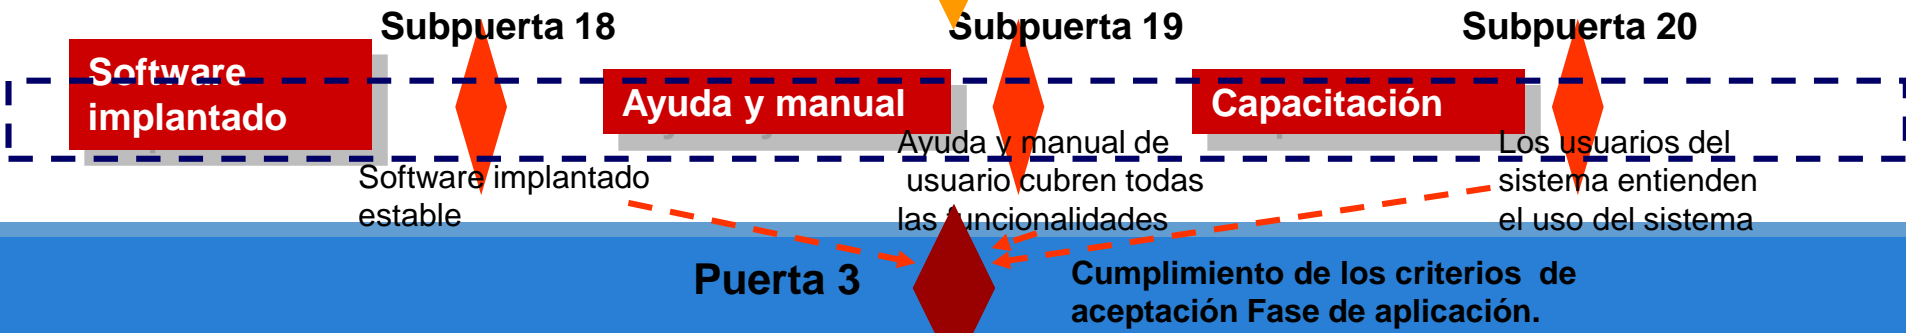 Subpuerta 18
Subpuerta 19
Subpuerta 20
Software
implantado
Ayuda y manual
Capacitación
Software implantado
estable
Ayuda y manual de
usuario cubren todas
las funcionalidades
Los usuarios del
sistema entienden
el uso del sistema
Puerta 3
Cumplimiento de los criterios de
aceptación Fase de aplicación.